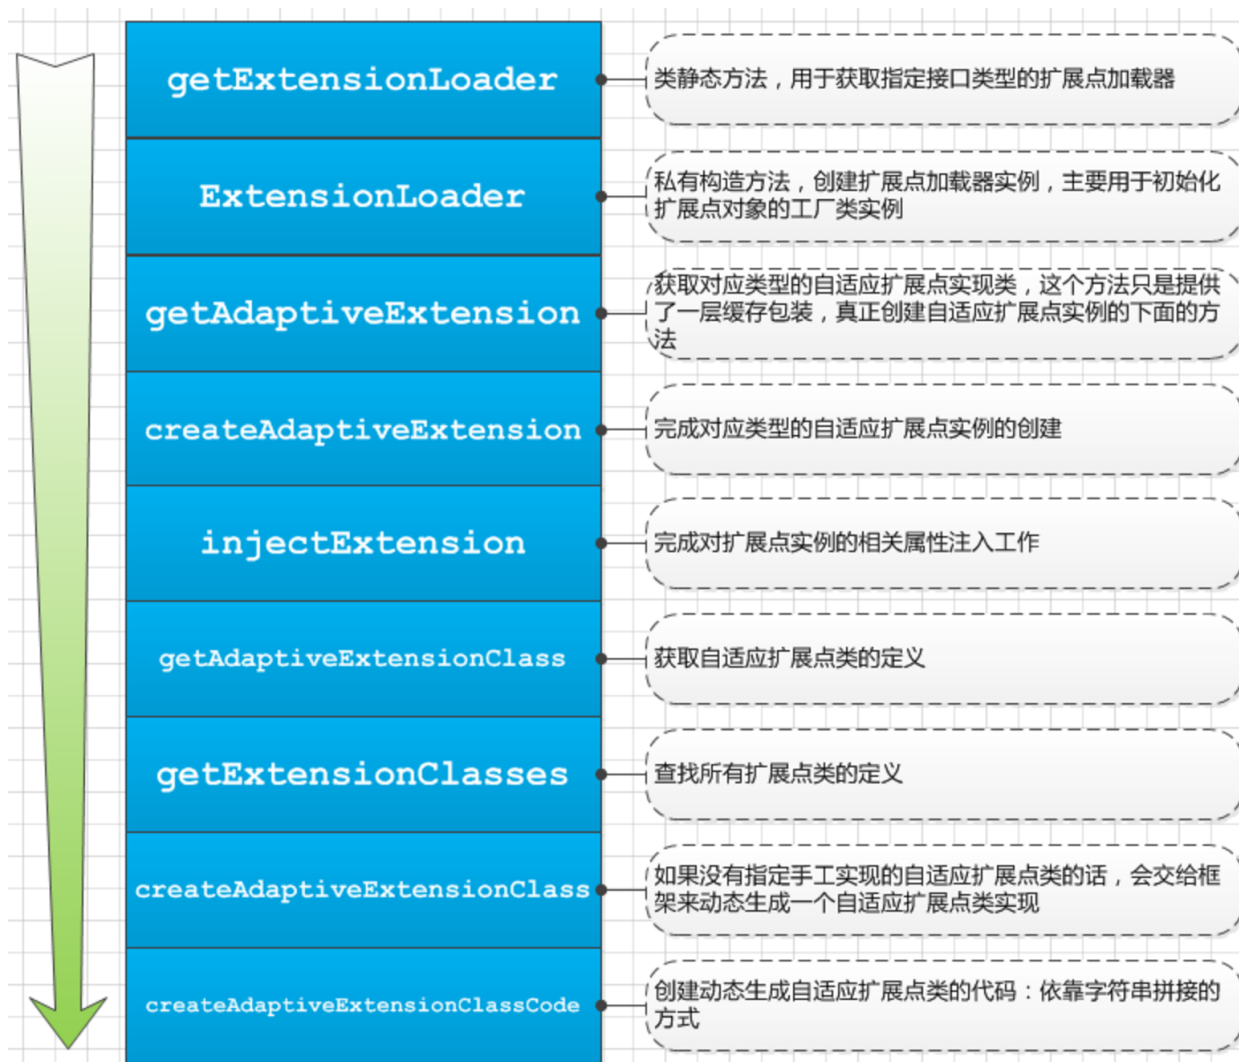 getExtensionLoader
类静态方法，用于获取指定接口类型的扩展点加载器
ExtensionLoader
私有构造方法，创建扩展点加载器实例，主要用于初始化
扩展点对象的工厂类实例
getAdaptiveExtension
获取对应类型的自适应扩展点实现类，这个方法只是提供
了一层缓存包装，真正创建自适应扩展点实例的下面的方
法
createAdaptiveExtension
完成对应类型的自适应扩展点实例的创建
injectExtension
完成对扩展点实例的相关属性注入工作
getAdaptiveExtensionClass
获取自适应扩展点类的定义
getExtensionClasses
查找所有扩展点类的定义
createAdaptiveExtensionClass
如果没有指定手工实现的自适应扩展点类的话，会交给框
架来动态生成一个自适应扩展点类实现
createAdaptiveExtensionClassCode
创建动态生成自适应扩展点类的代码：依靠字符串拼接的
方式